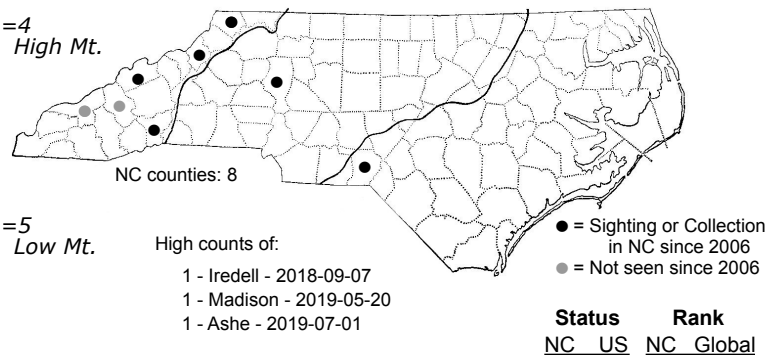 =4
High Mt.
NC counties: 8
=5
Low Mt.
High counts of:
1 - Iredell - 2018-09-07
1 - Madison - 2019-05-20
1 - Ashe - 2019-07-01
● = Sighting or Collection
in NC since 2006
● = Not seen since 2006
Status Rank
NC US NC Global